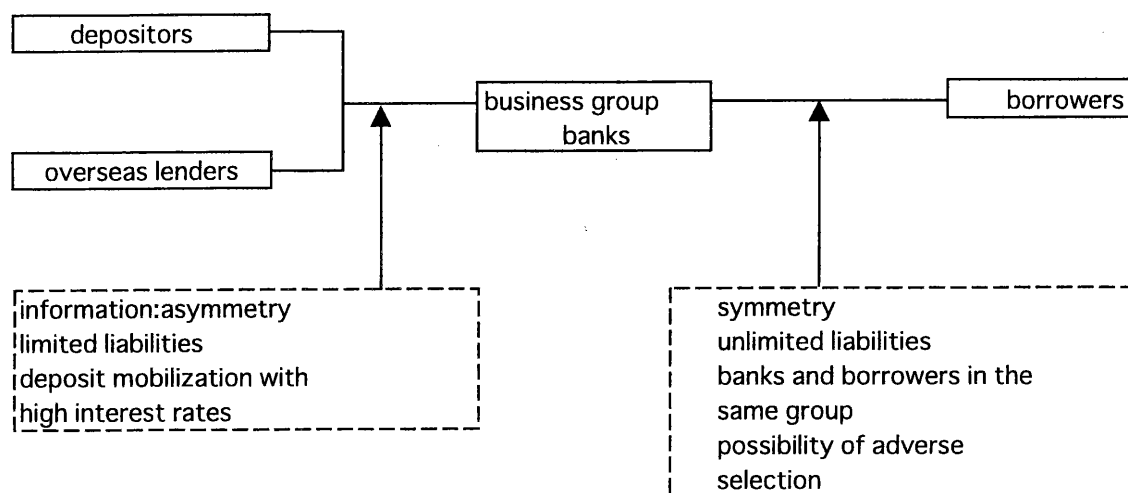 depositors
business group
banks
borrowers
overseas lenders
information:asymmetry
limited liabilities
deposit mobilization with
high interest rates
symmetry
unlimited liabilities
banks and borrowers in the
same group
possibility of adverse
selection